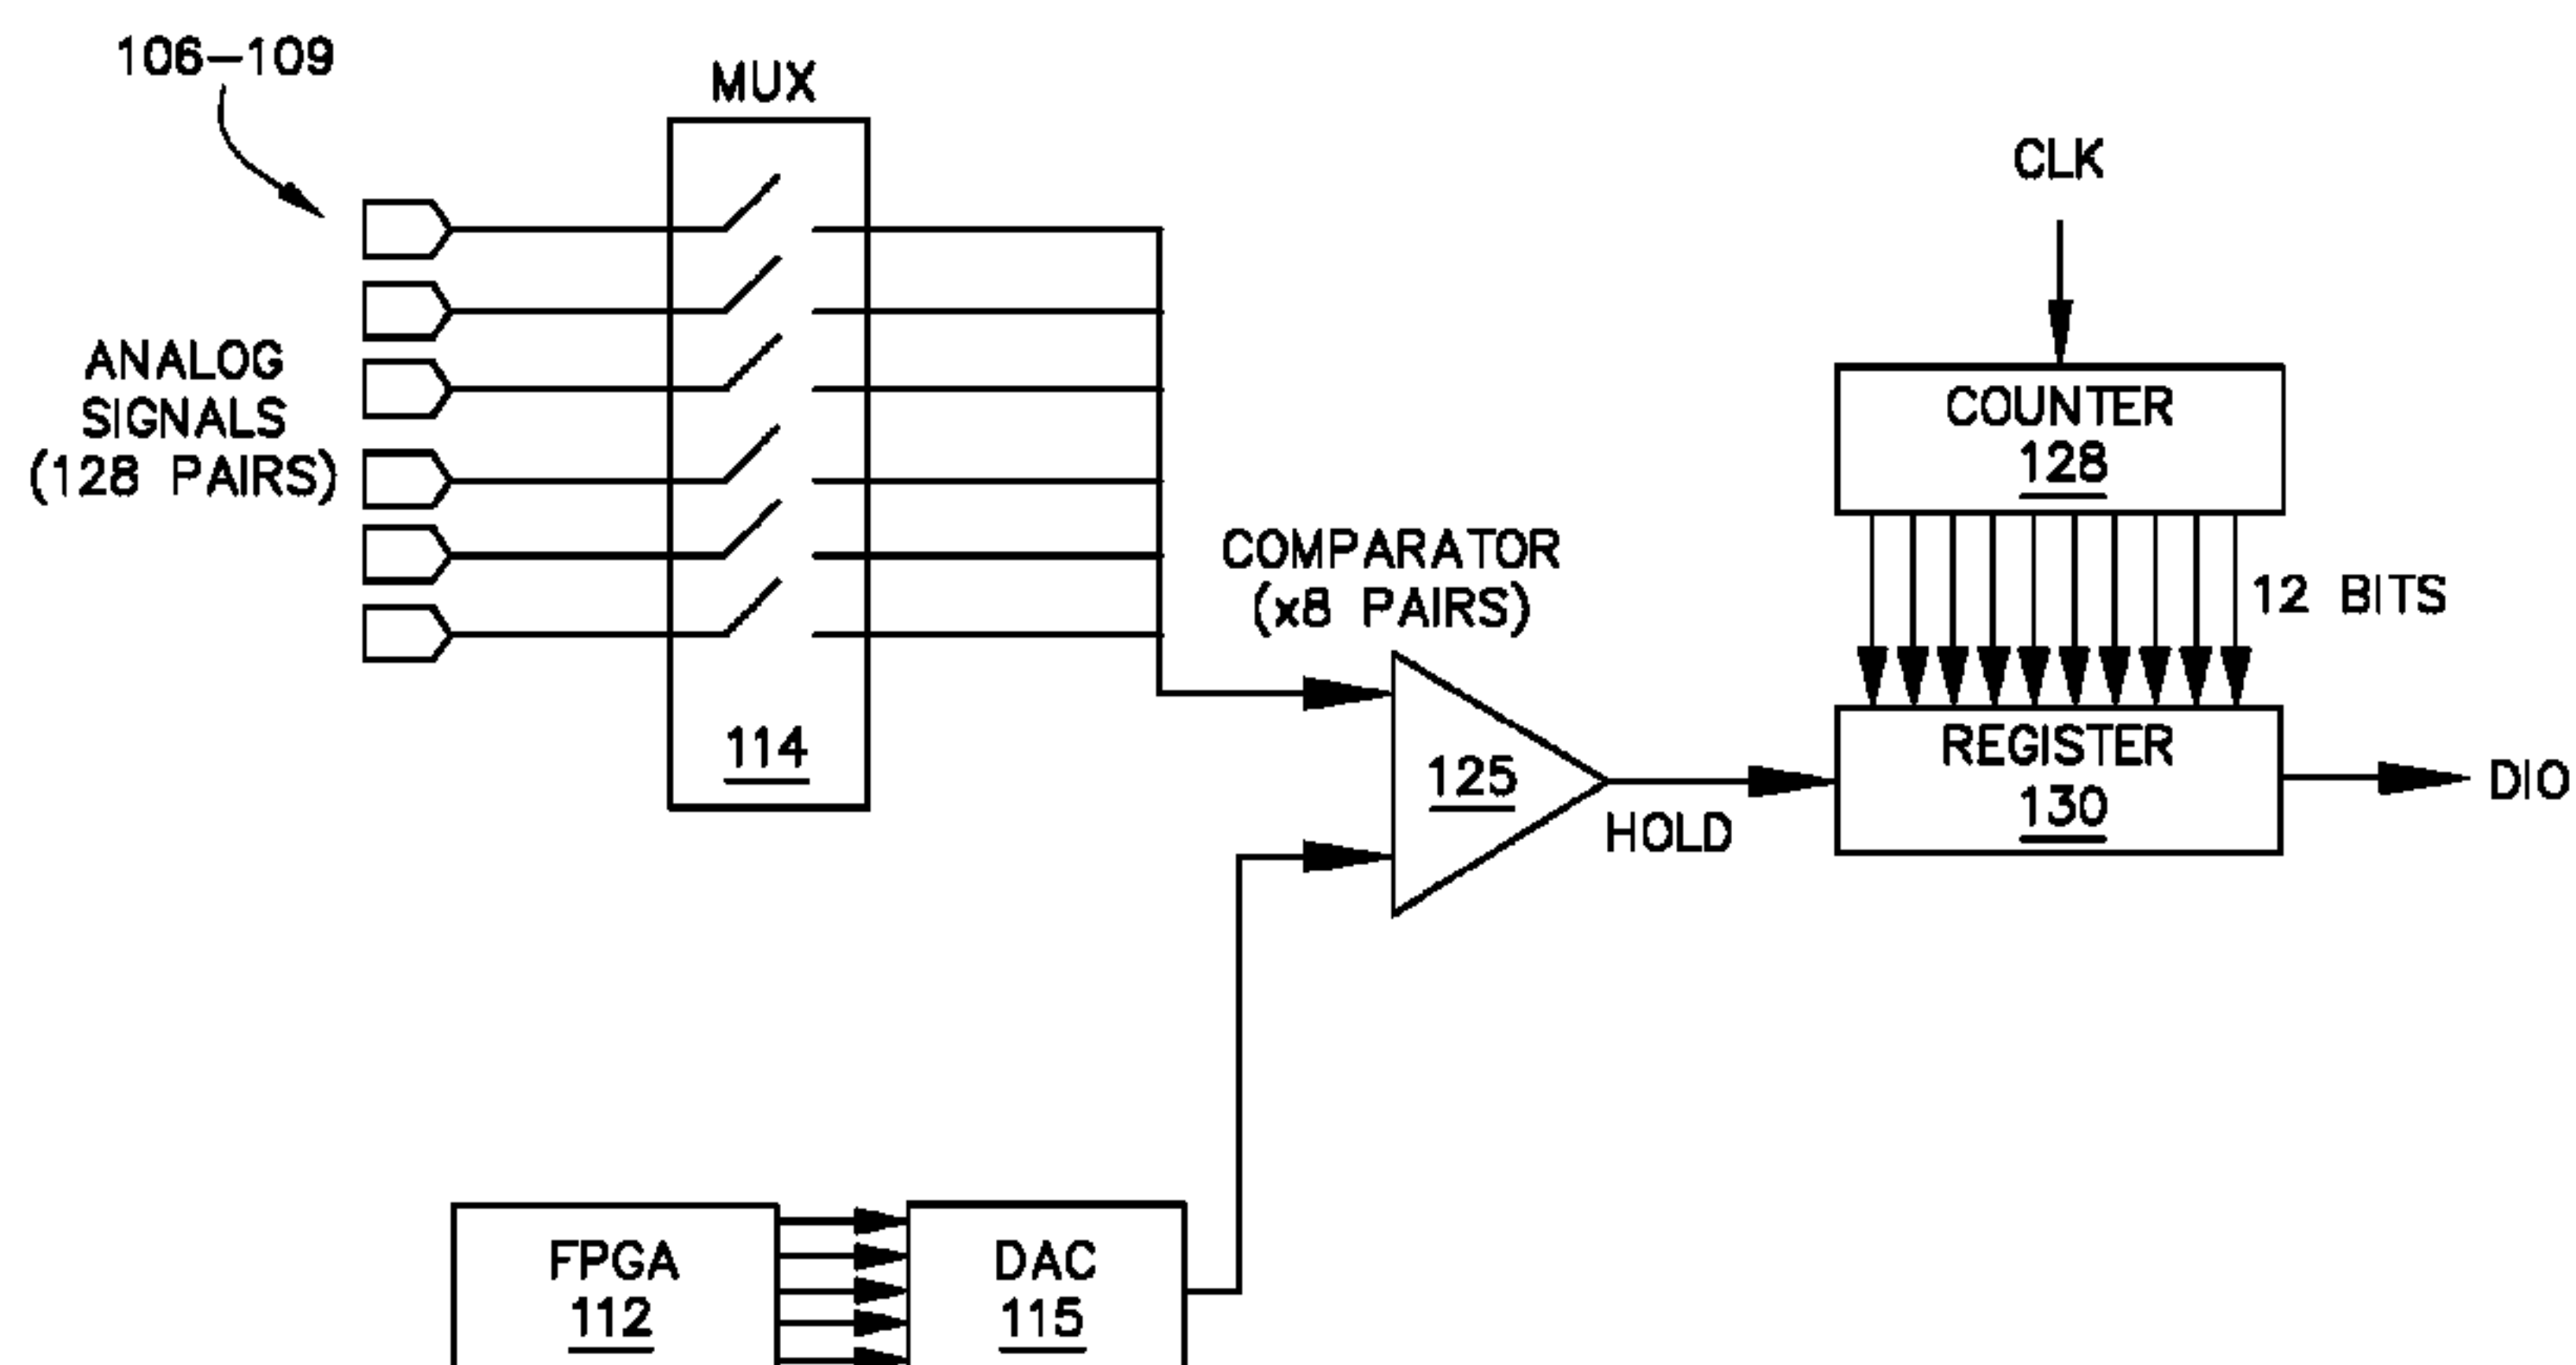 106-109
MUX
ANALOG
SIGNALS
(128 PAIRS)
114
COMPARATOR
(x8 PAIRS)
125
HOLD
CLK
COUNTER
128
12 BITS
REGISTER
130
DIO
FPGA
112
DAC
115